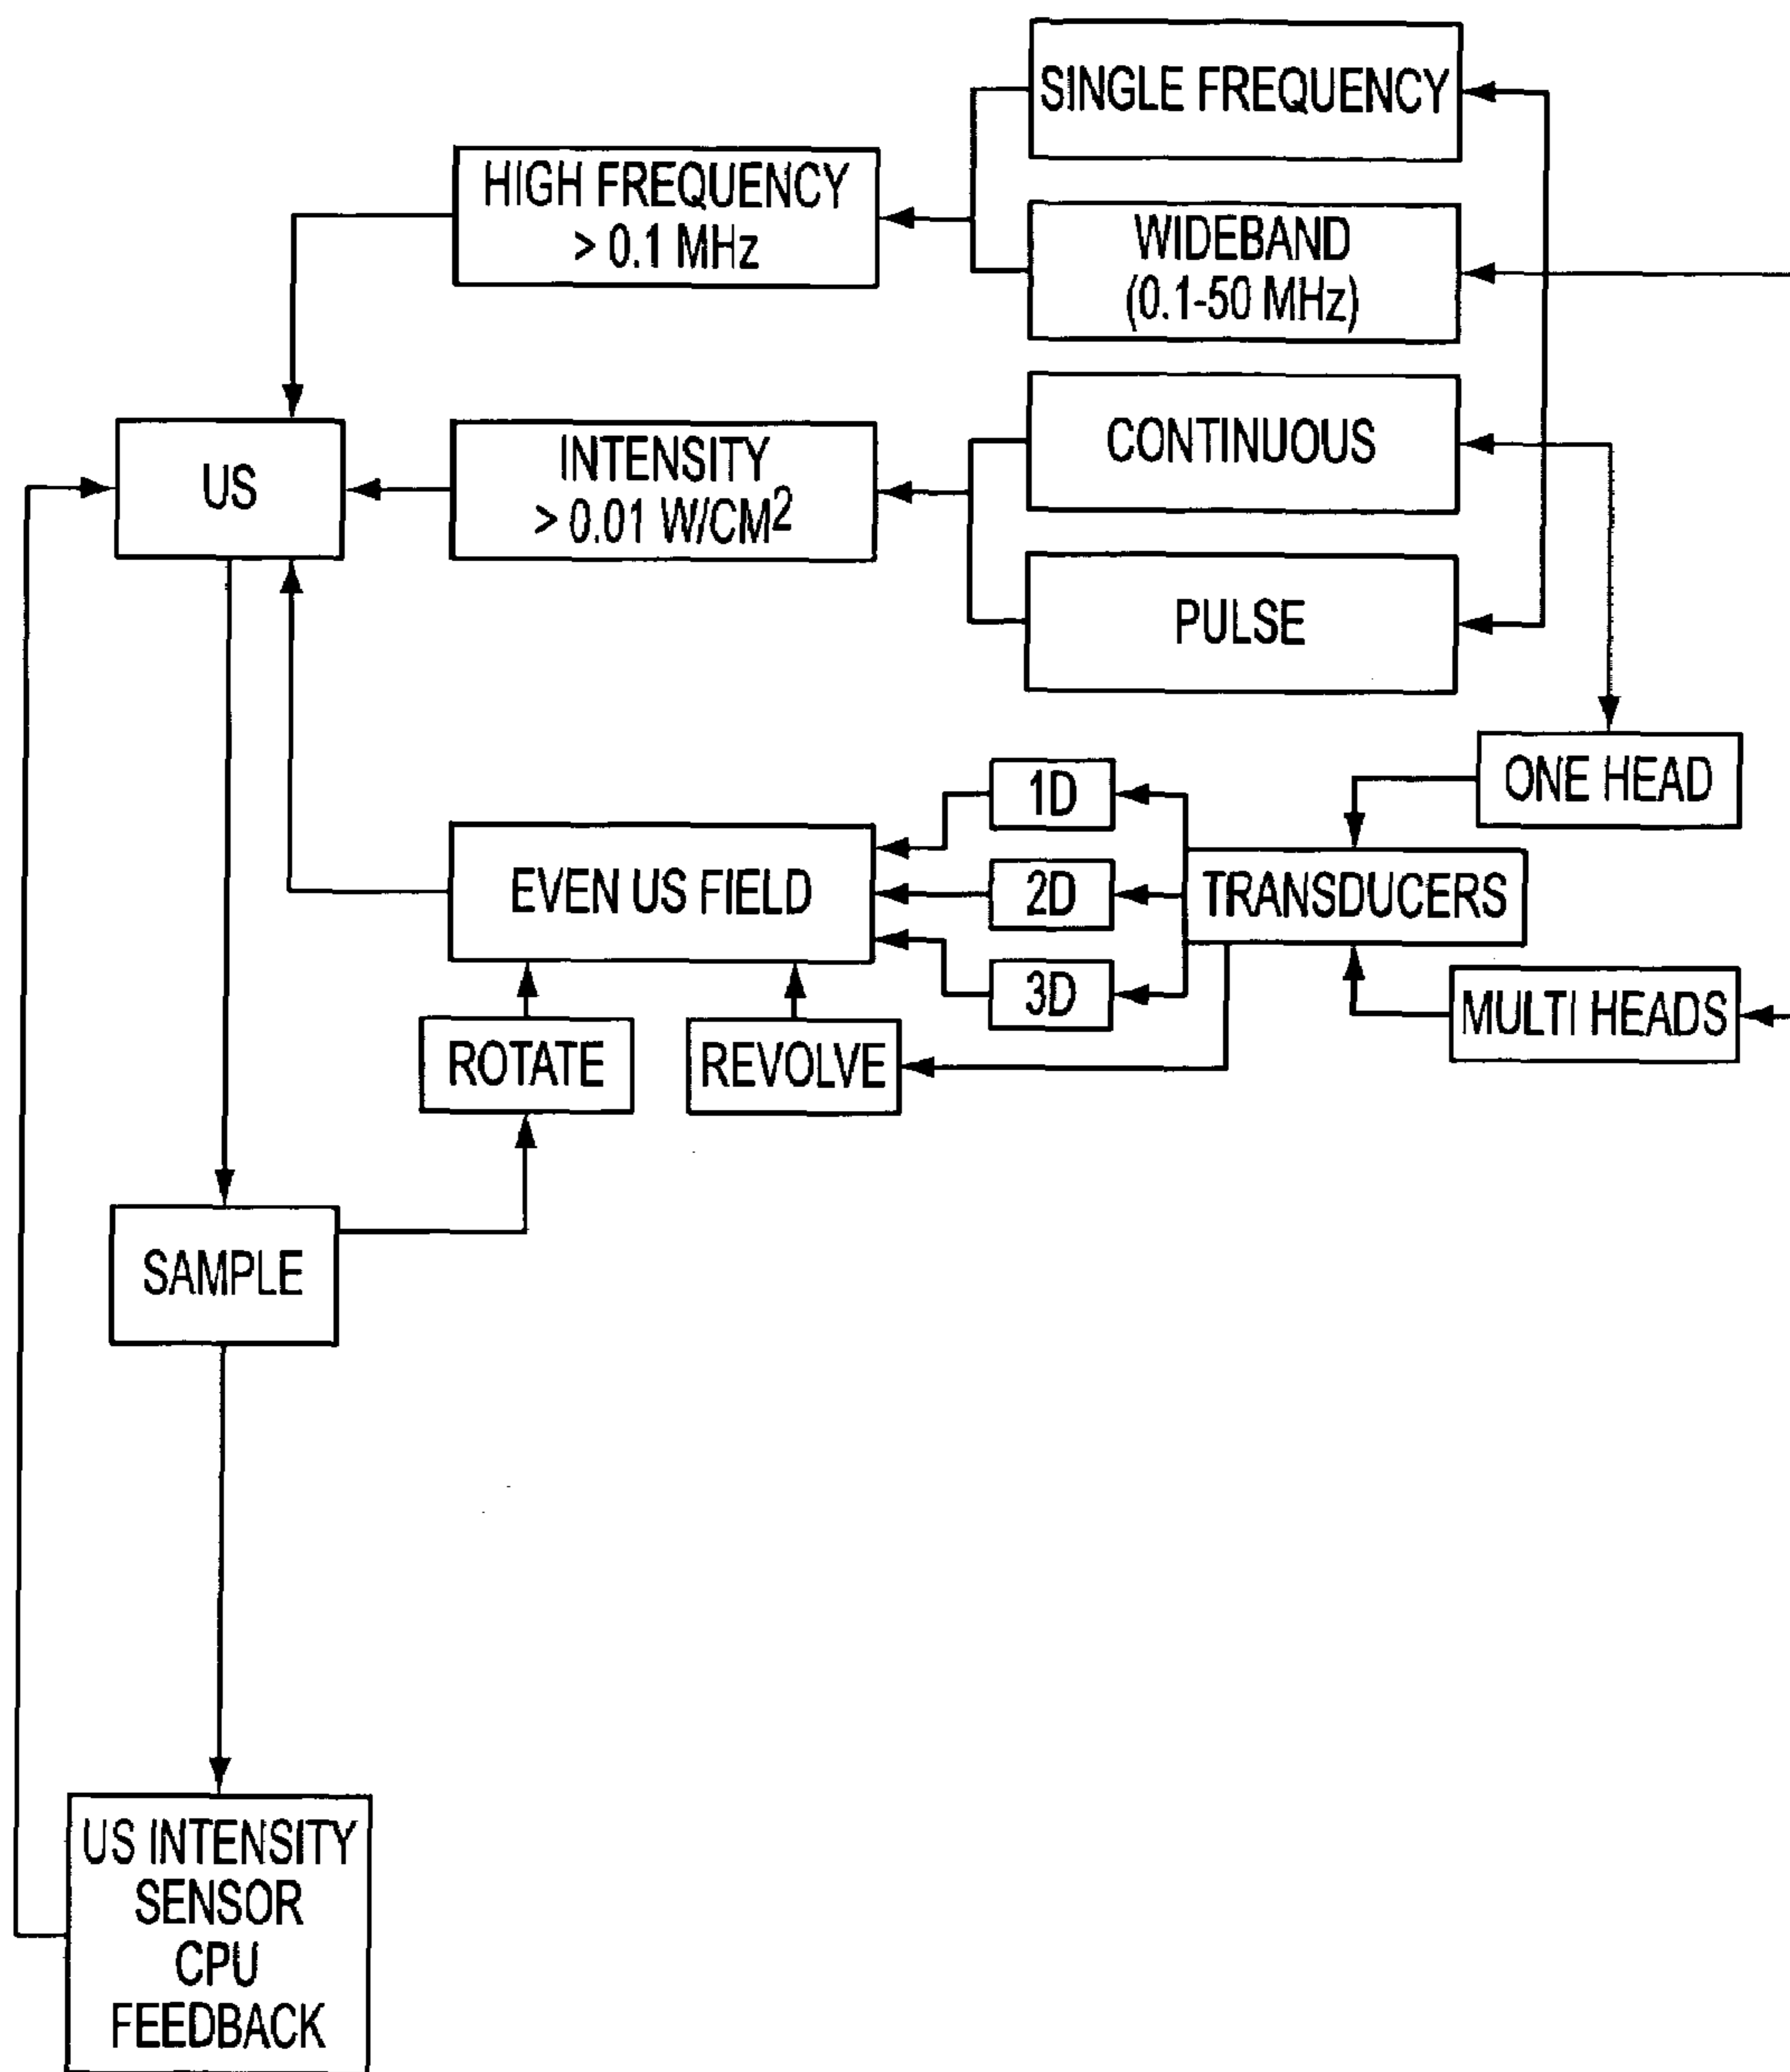 SINGLE FREQUENCY
HIGH FREQUENCY
> 0.1 MHz
WIDEBAND
(0.1-50 MHz)
CONTINUOUS
INTENSITY
> 0.01 W/CM²
US
PULSE
ONE HEAD
1D
EVEN US FIELD
2D
TRANSDUCERS
3D
MULTI HEADS
ROTATE
REVOLVE
SAMPLE
US INTENSITY
SENSOR
CPU
FEEDBACK